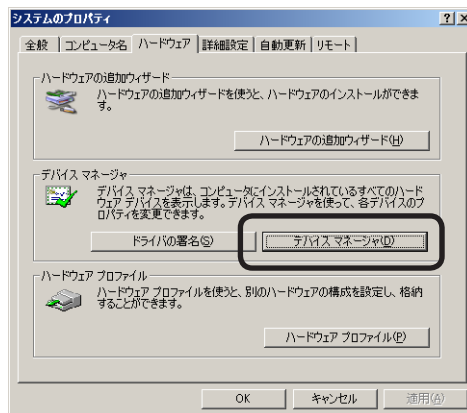 システムのプロパティ
全般 コンピュータ名 ハードウェア 詳細設定 自動更新 リモート
ハードウェアの追加ウィザード
ハードウェアの追加ウィザードを使うと、ハードウェアのインストールができま
す。
ハードウェアの追加ウィザード(H)
デバイス マネージャ
デバイス マネージャは、コンピュータにインストールされているすべてのハード
ウェア デバイスを表示します。デバイス マネージャを使って、各デバイスのプ
ロパティを変更できます。
ドライバの署名(S) デバイス マネージャ(D)
ハードウェア プロファイル
ハードウェア プロファイルを使うと、別のハードウェアの構成を設定し、格納
することができます。
ハードウェア プロファイル(P)
OK キャンセル 適用(A)